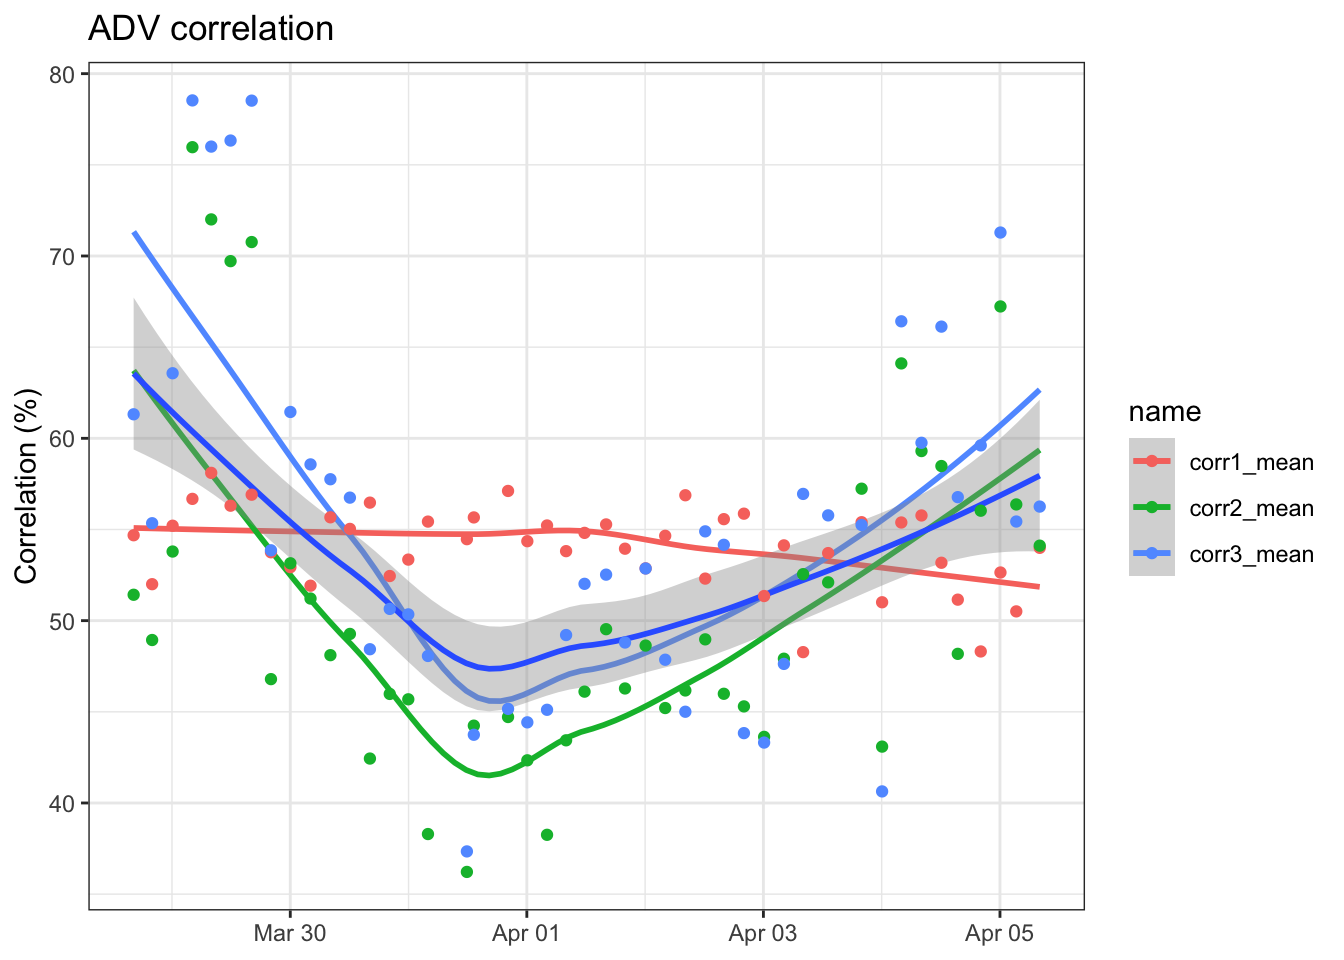 ADV correlation
Correlation (%)
80
70
60
50
40
Mar 30
Apr 01
Apr 03
Apr 05
name
corr1_mean
corr2_mean
corr3_mean